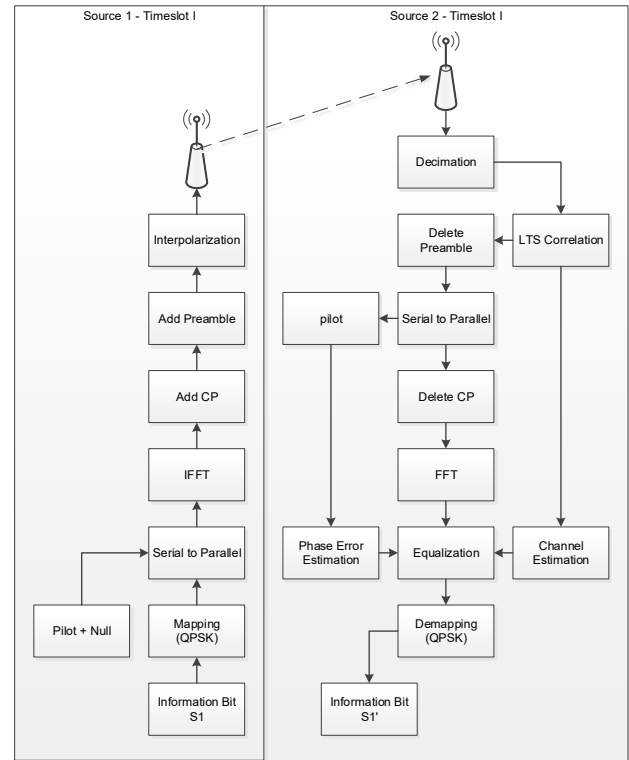 Source 1 - Timeslot I
Interpolarization
Add Preamble
Add CP
IFFT
Serial to Parallel
Pilot + Null
Mapping
(QPSK)
Information Bit
S1
Source 2 - Timeslot I
Decimation
Delete
Preamble
LTS Correlation
pilot
Serial to Parallel
Delete CP
FFT
Phase Error
Estimation
Equalization
Channel
Estimation
Demapping
(QPSK)
Information Bit
S1'